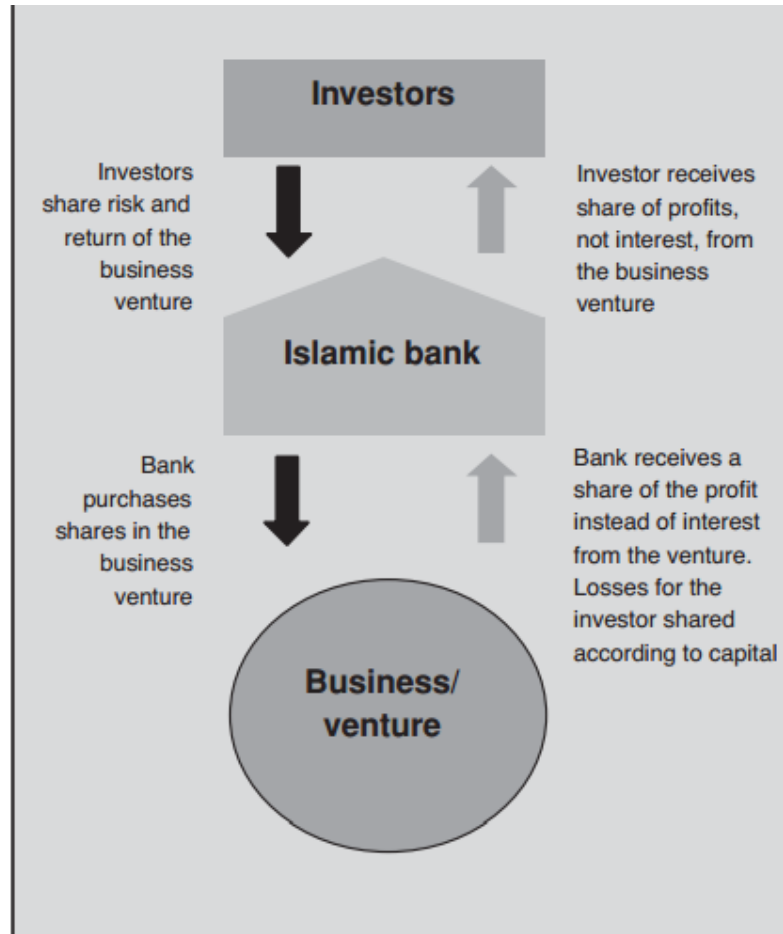 Investors
Investors
share risk and
return of the
business
venture
Investor receives
share of profits,
not interest, from
the business
venture
Islamic bank
Bank
purchases
shares in the
business
venture
Bank receives a
share of the profit
instead of interest
from the venture.
Losses for the
investor shared
according to capital
Business/
venture